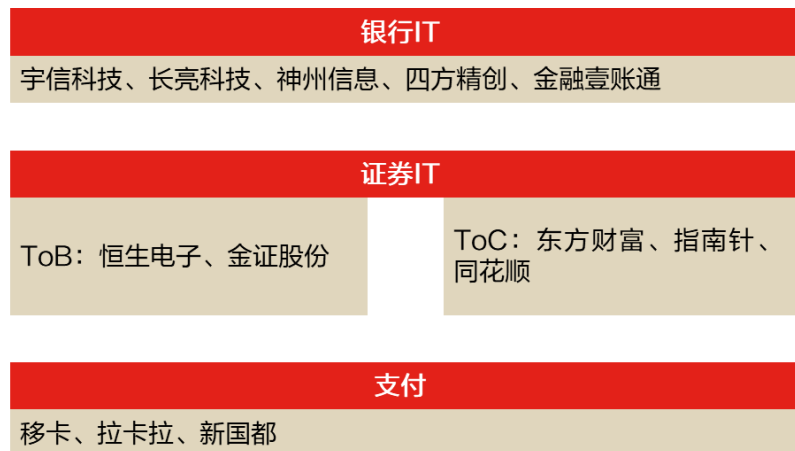 银行IT
宇信科技、长亮科技、神州信息、四方精创、金融壹账通
证券IT
ToB：恒生电子、金证股份
ToC：东方财富、指南针、
同花顺
支付
移卡、拉卡拉、新国都